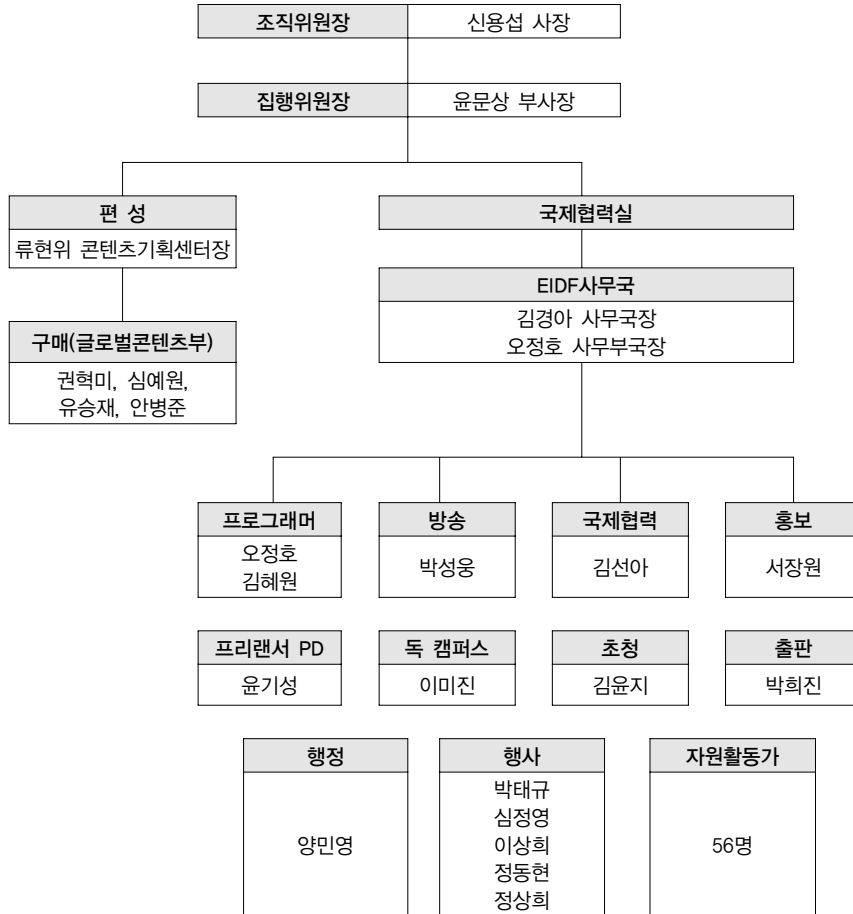 조직위원장 신용섭 사장
집행위원장 윤문상 부사장
편 성
류현위 콘텐츠기획센터장
구매(글로벌콘텐츠부)
권혁미, 심예원,
유승재, 안병준
국제협력실
EIDF사무국
김경아 사무국장
오정호 사무부국장
프로그래머
오정호
김혜원
방송
박성웅
국제협력
김선아
홍보
서장원
프리랜서 PD
윤기성
독 캠퍼스
이미진
초청
김윤지
출판
박희진
행정
양민영
행사
박태규
심정영
이상희
정동현
정상희
자원활동가
56명